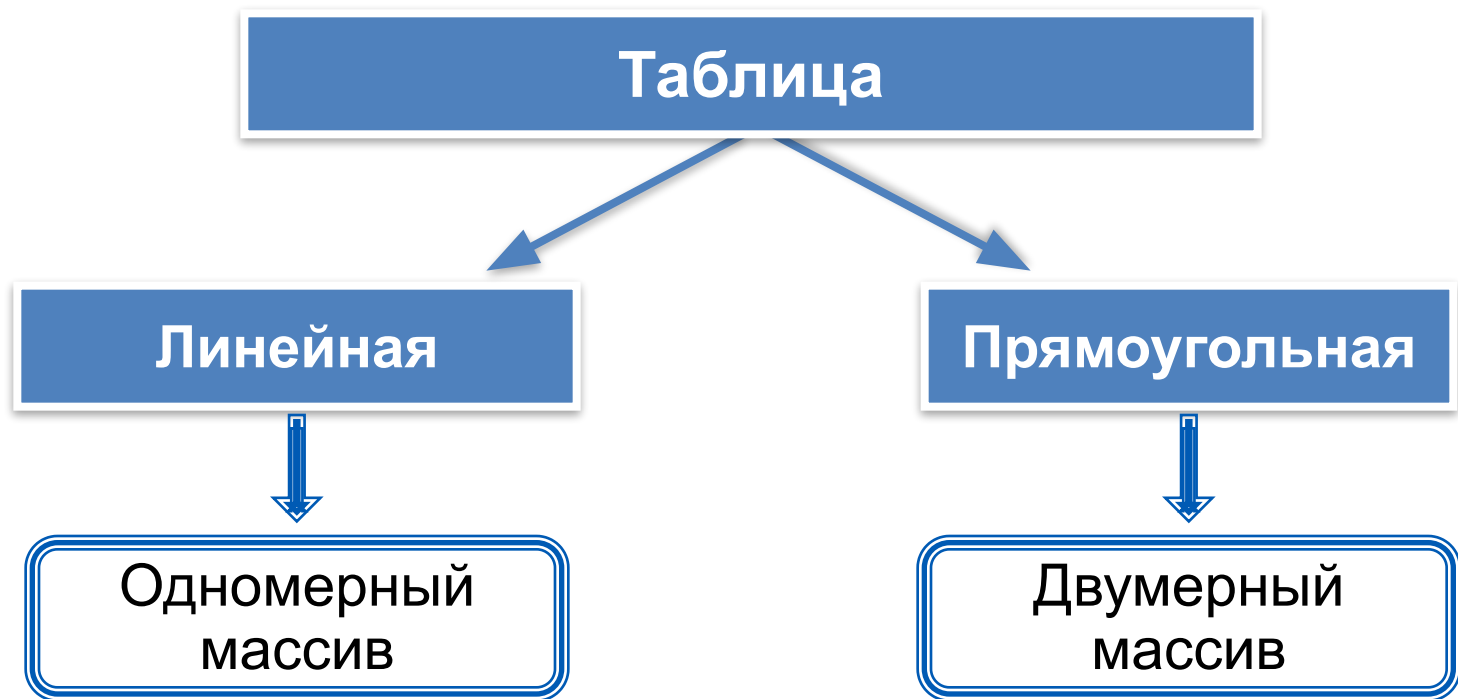 Таблица
Линейная
Прямоугольная
Одномерный
массив
Двумерный
массив